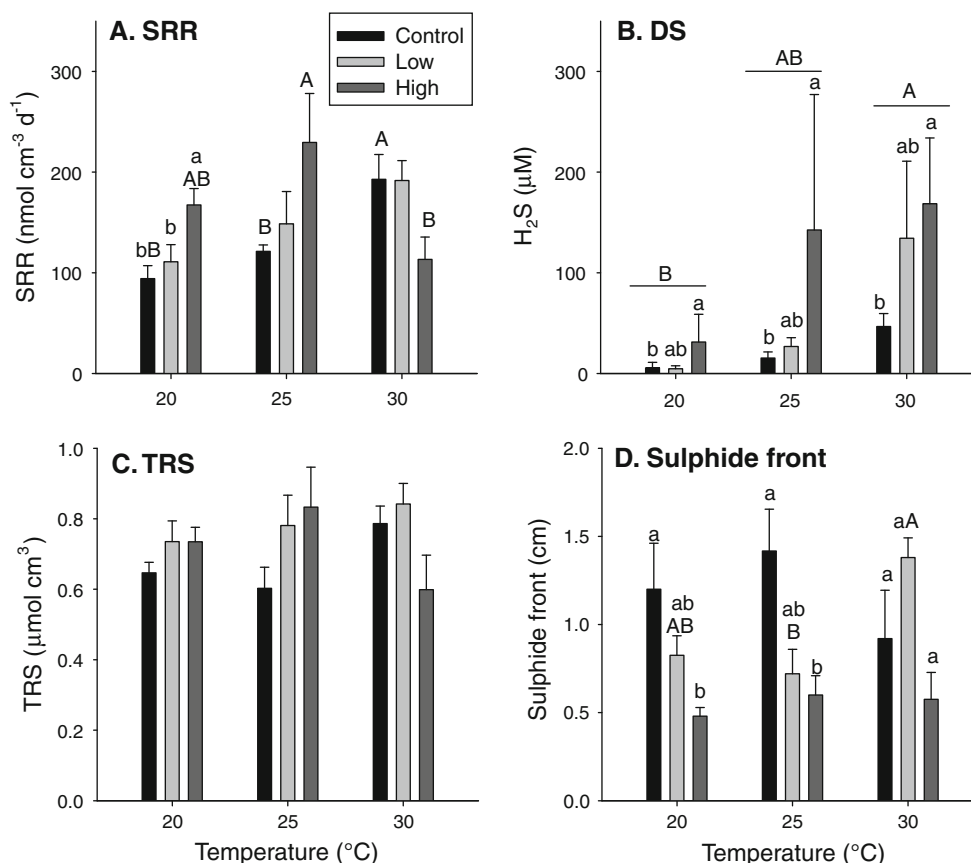 A. SRR
Control
Low
High
300
200
100
0
SRR (nmol cm⁻³ d⁻¹)
bB
b
a
AB
B
A
A
B
20
25
30
B. DS
300
200
100
0
H₂S (μM)
B
b
ab
a
AB
b
ab
a
A
b
ab
a
20
25
30
C. TRS
1.0
0.8
0.6
0.4
0.2
0.0
TRS (μmol cm³)
20
25
30
Temperature (°C)
D. Sulphide front
2.0
1.5
1.0
0.5
0.0
Sulphide front (cm)
a
ab
AB
b
a
ab
B
b
a
aA
a
20
25
30
Temperature (°C)